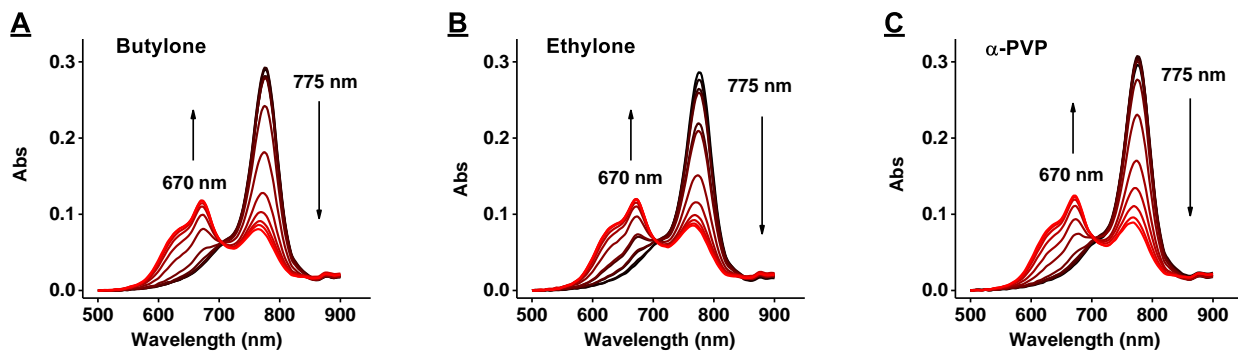 A
Butylone
0.3
0.2
0.1
0.0
Abs
775 nm
670 nm
500 600 700 800 900
Wavelength (nm)
B
Ethylone
0.3
0.2
0.1
0.0
Abs
775 nm
670 nm
500 600 700 800 900
Wavelength (nm)
C
α-PVP
0.3
0.2
0.1
0.0
Abs
775 nm
670 nm
500 600 700 800 900
Wavelength (nm)